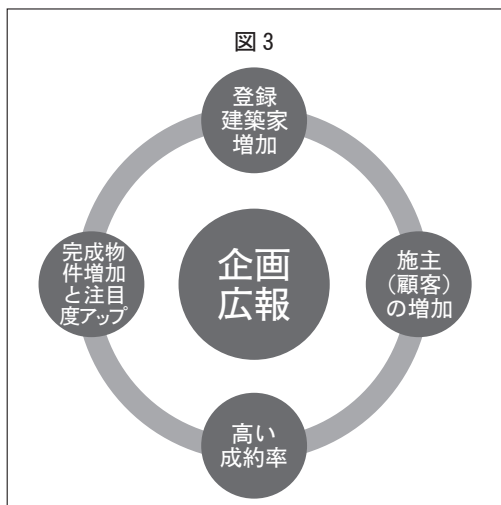 図3
登録
建築家
増加
完成物
件増加
と注目
度アップ
企画
広報
施主
（顧客）
の増加
高い
成約率